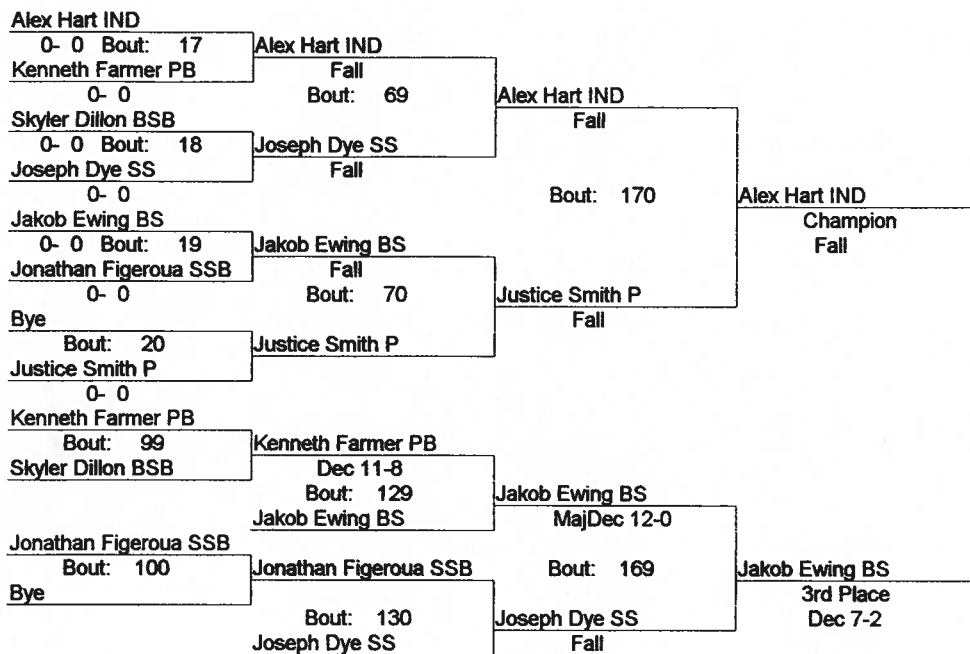 Alex Hart IND
0- 0 Bout: 17
Kenneth Farmer PB
0- 0
Skyler Dillon BSB
0- 0 Bout: 18
Joseph Dye SS
0- 0
Jakob Ewing BS
0- 0 Bout: 19
Jonathan Figeroua SSB
0- 0
Bye
Bout: 20
Justice Smith P
0- 0
Alex Hart IND
Fall
Bout: 69
Joseph Dye SS
Fall
Jakob Ewing BS
Fall
Bout: 70
Justice Smith P
Alex Hart IND
Fall
Bout: 170
Justice Smith P
Fall
Alex Hart IND
Champion
Fall
Kenneth Farmer PB
Bout: 99
Skyler Dillon BSB
Jonathan Figeroua SSB
Bout: 100
Bye
Kenneth Farmer PB
Dec 11-8
Bout: 129
Jakob Ewing BS
Jonathan Figeroua SSB
Bout: 130
Joseph Dye SS
Jakob Ewing BS
MajDec 12-0
Bout: 169
Joseph Dye SS
Fall
Jakob Ewing BS
3rd Place
Dec 7-2